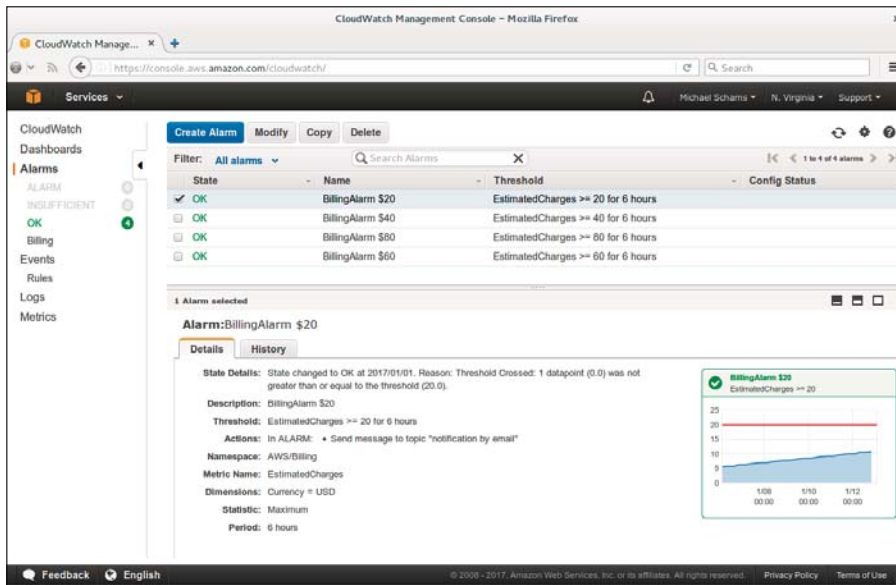 CloudWatch Management Console - Mozilla Firefox
CloudWatch Manage...
https://console.aws.amazon.com/cloudwatch/
Search
Services
Michael Schams
N. Virginia
Support
CloudWatch
Dashboards
Alarms
ALARM 0
INSUFFICIENT 0
OK 4
Billing
Events
Rules
Logs
Metrics
Create Alarm Modify Copy Delete
Filter: All alarms Search Alarms 1 to 4 of 4 alarms
State Name Threshold Config Status
OK BillingAlarm $20 EstimatedCharges >= 20 for 6 hours
OK BillingAlarm $40 EstimatedCharges >= 40 for 6 hours
OK BillingAlarm $80 EstimatedCharges >= 80 for 6 hours
OK BillingAlarm $60 EstimatedCharges >= 60 for 6 hours
1 Alarm selected
Alarm:BillingAlarm $20
Details History
State Details: State changed to OK at 2017/01/01. Reason: Threshold Crossed: 1 datapoint (0.0) was not
greater than or equal to the threshold (20.0).
Description: BillingAlarm $20
Threshold: EstimatedCharges >= 20 for 6 hours
Actions: In ALARM: • Send message to topic "notification by email"
Namespace: AWS/Billing
Metric Name: EstimatedCharges
Dimensions: Currency = USD
Statistic: Maximum
Period: 6 hours
BillingAlarm $20
EstimatedCharges >= 20
25
20
15
10
5
0
1/08 1/10 1/12
00:00 00:00 00:00
Feedback English © 2008 - 2017, Amazon Web Services, Inc. or its affiliates. All rights reserved. Privacy Policy Terms of Use